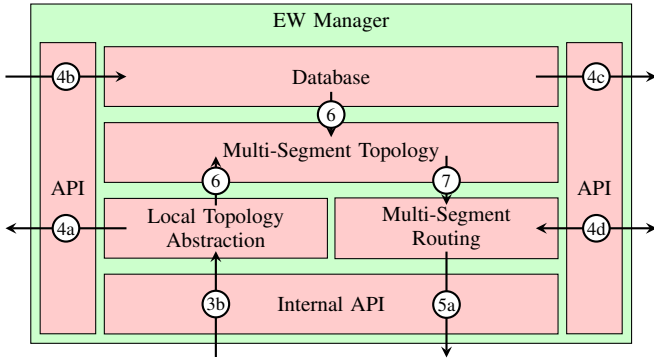 EW Manager
4b
Database
4c
6
Multi-Segment Topology
API
6
7
API
4a
Local Topology
Abstraction
Multi-Segment
Routing
4d
3b
Internal API
5a